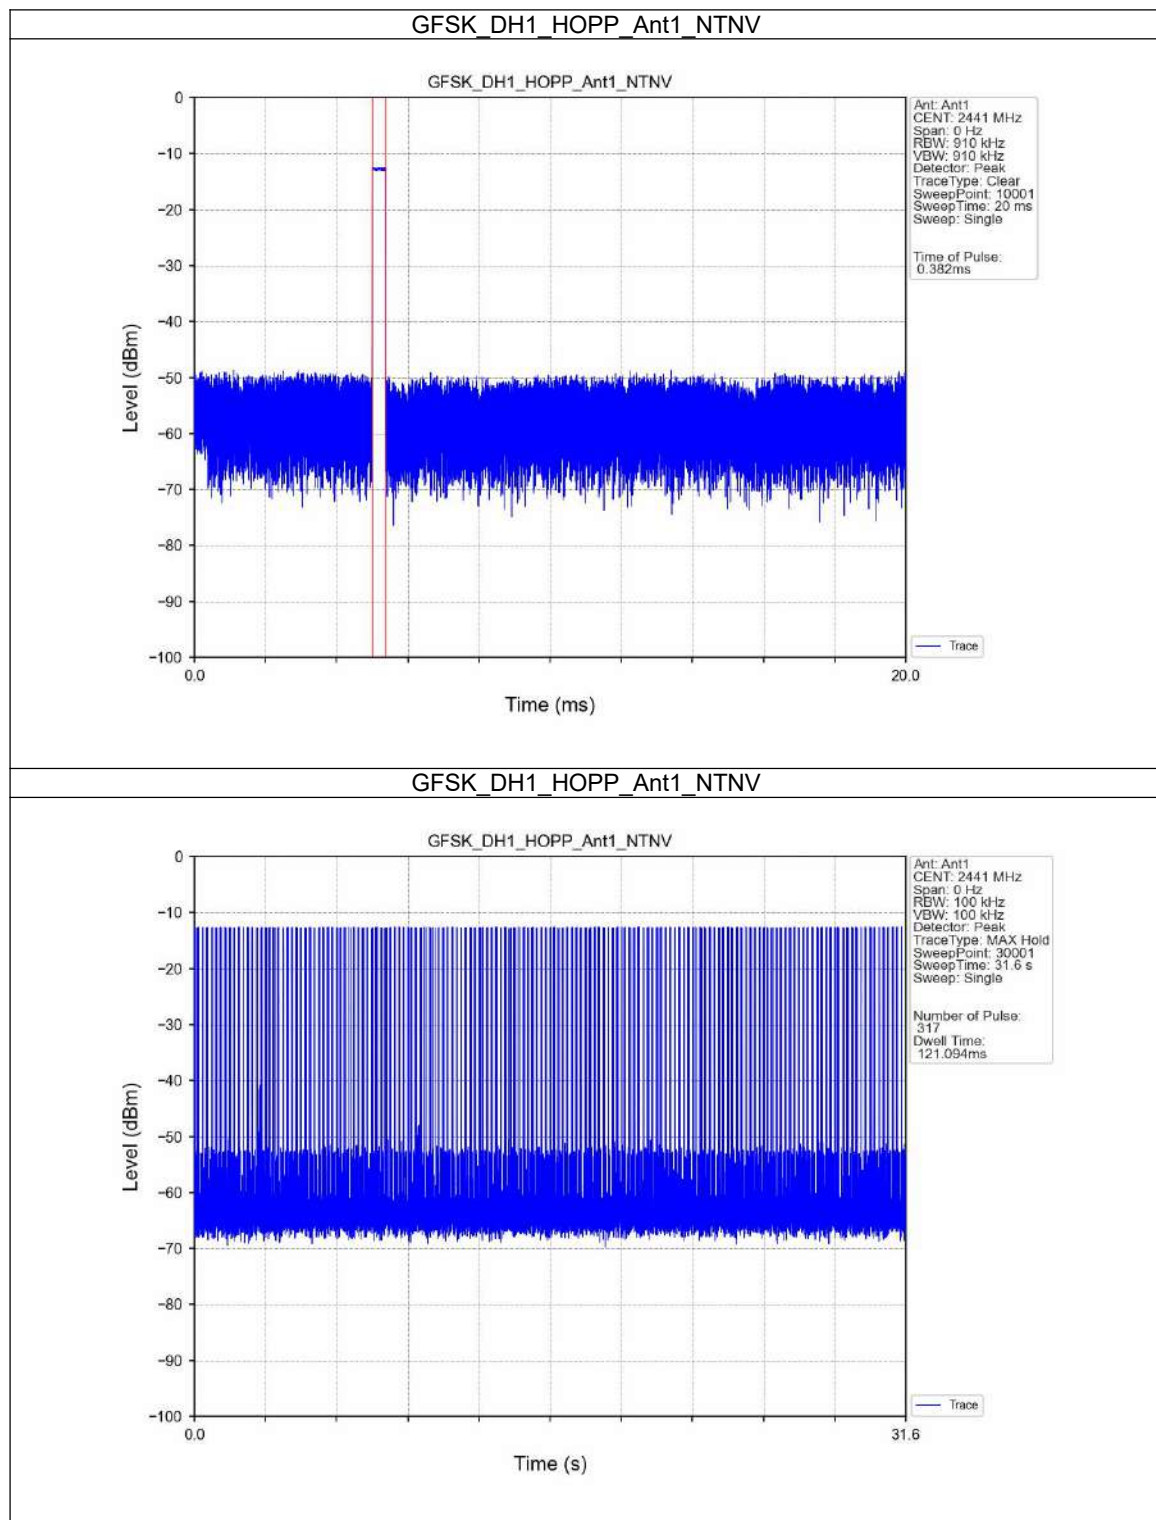 GFSK_DH1_HOPP_Ant1_NTNV
GFSK_DH1_HOPP_Ant1_NTNV
0
−10
−20
−30
−40
−50
−60
−70
−80
−90
−100
Level (dBm)
0.0
20.0
Time (ms)
Ant: Ant1
CENT: 2441 MHz
Span: 0 Hz
RBW: 910 kHz
VBW: 910 kHz
Detector: Peak
TraceType: Clear
SweepPoint: 10001
SweepTime: 20 ms
Sweep: Single
Time of Pulse:
0.382ms
Trace
GFSK_DH1_HOPP_Ant1_NTNV
GFSK_DH1_HOPP_Ant1_NTNV
0
−10
−20
−30
−40
−50
−60
−70
−80
−90
−100
Level (dBm)
0.0
31.6
Time (s)
Ant: Ant1
CENT: 2441 MHz
Span: 0 Hz
RBW: 100 kHz
VBW: 100 kHz
Detector: Peak
TraceType: MAX Hold
SweepPoint: 30001
SweepTime: 31.6 s
Sweep: Single
Number of Pulse:
317
Dwell Time:
121.094ms
Trace